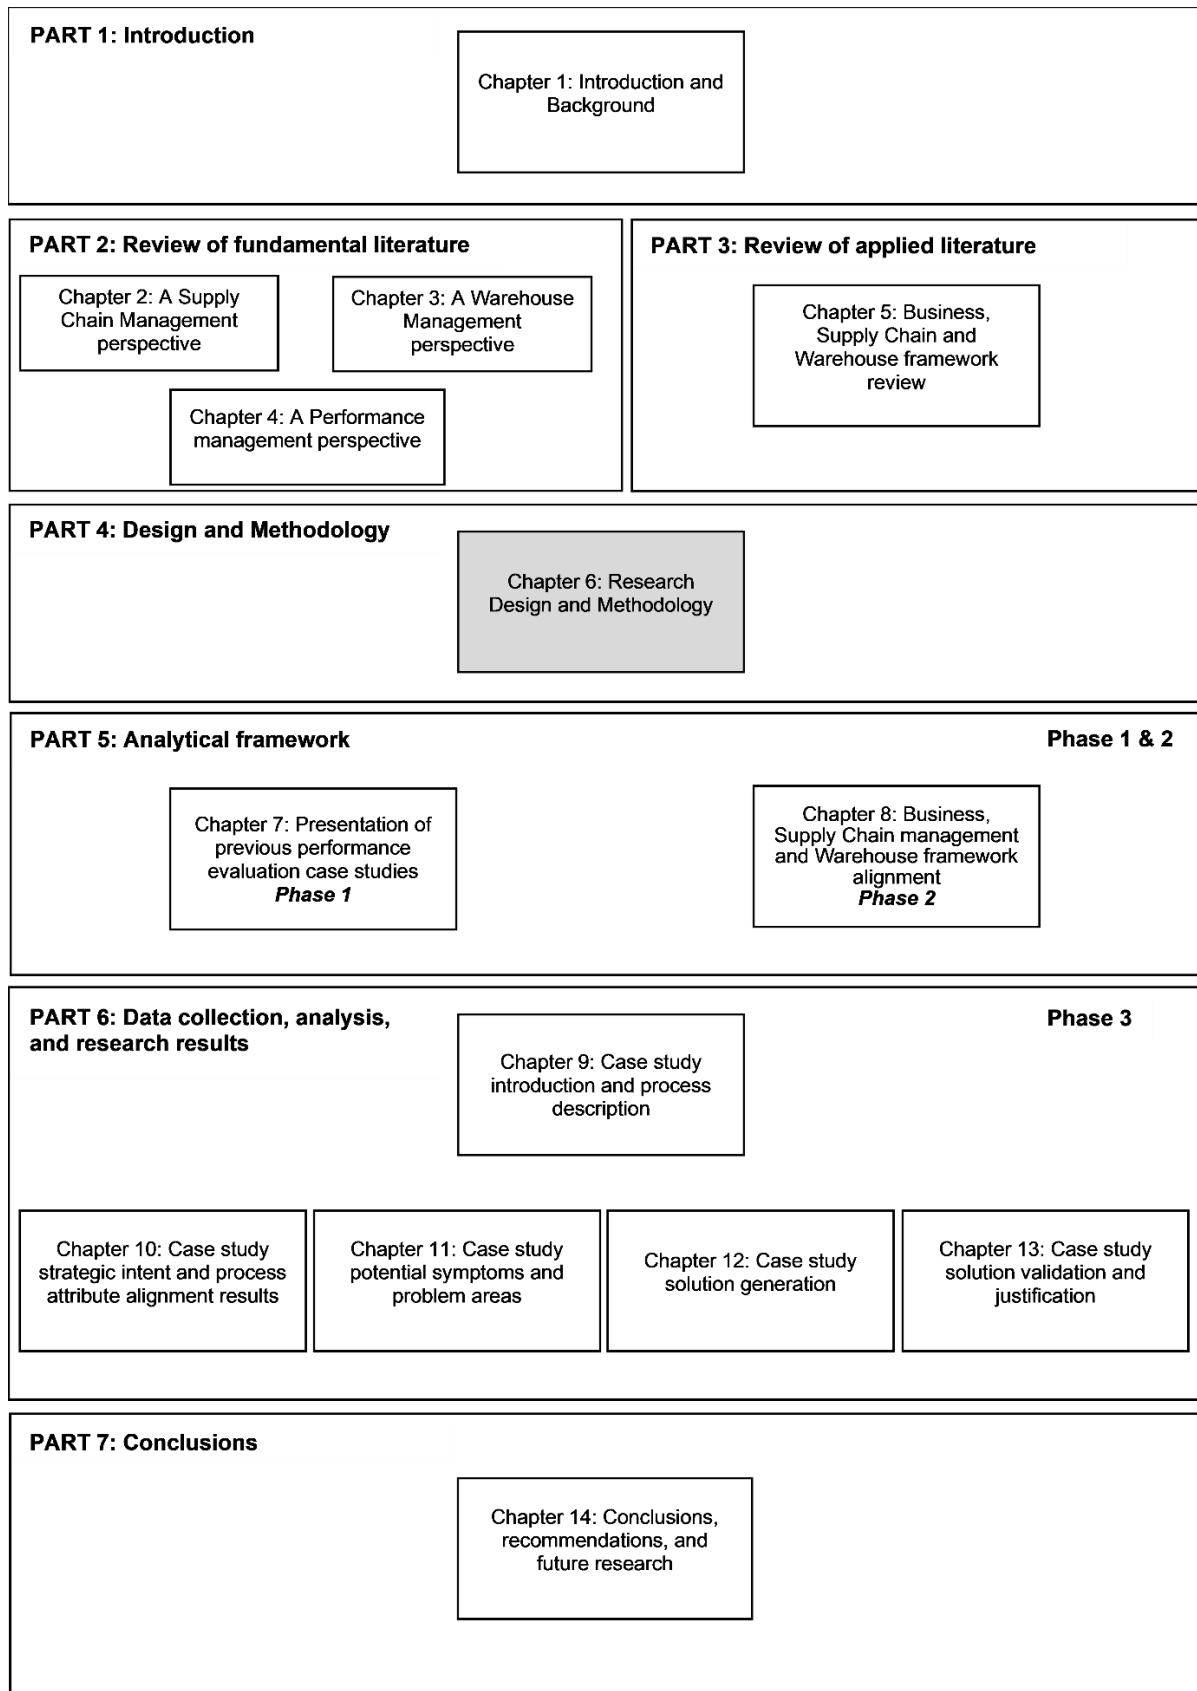 PART 1: Introduction
Chapter 1: Introduction and
Background
PART 2: Review of fundamental literature
Chapter 2: A Supply
Chain Management
perspective
Chapter 3: A Warehouse
Management
perspective
Chapter 4: A Performance
management perspective
PART 3: Review of applied literature
Chapter 5: Business,
Supply Chain and
Warehouse framework
review
PART 4: Design and Methodology
Chapter 6: Research
Design and Methodology
PART 5: Analytical framework
Phase 1 & 2
Chapter 7: Presentation of
previous performance
evaluation case studies
Phase 1
Chapter 8: Business,
Supply Chain management
and Warehouse framework
alignment
Phase 2
PART 6: Data collection, analysis,
and research results
Phase 3
Chapter 9: Case study
introduction and process
description
Chapter 10: Case study
strategic intent and process
attribute alignment results
Chapter 11: Case study
potential symptoms and
problem areas
Chapter 12: Case study
solution generation
Chapter 13: Case study
solution validation and
justification
PART 7: Conclusions
Chapter 14: Conclusions,
recommendations, and
future research